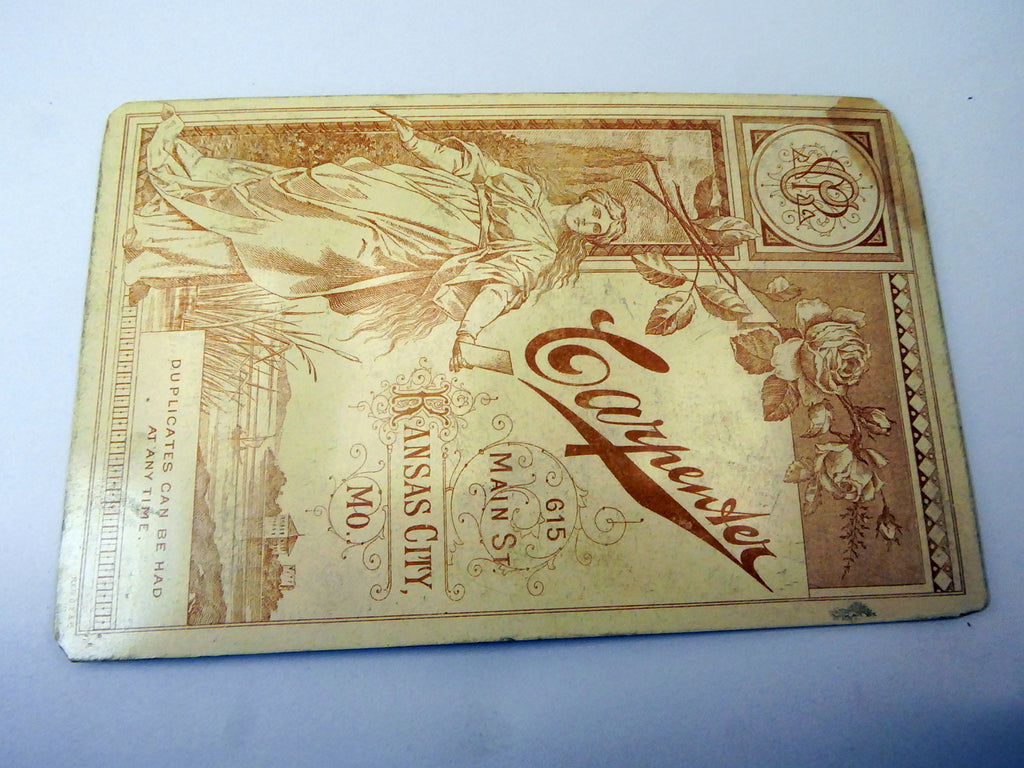 Carpenter
615
MAIN ST.
KANSAS CITY,
MO.
DUPLICATES CAN BE HAD
AT ANY TIME.